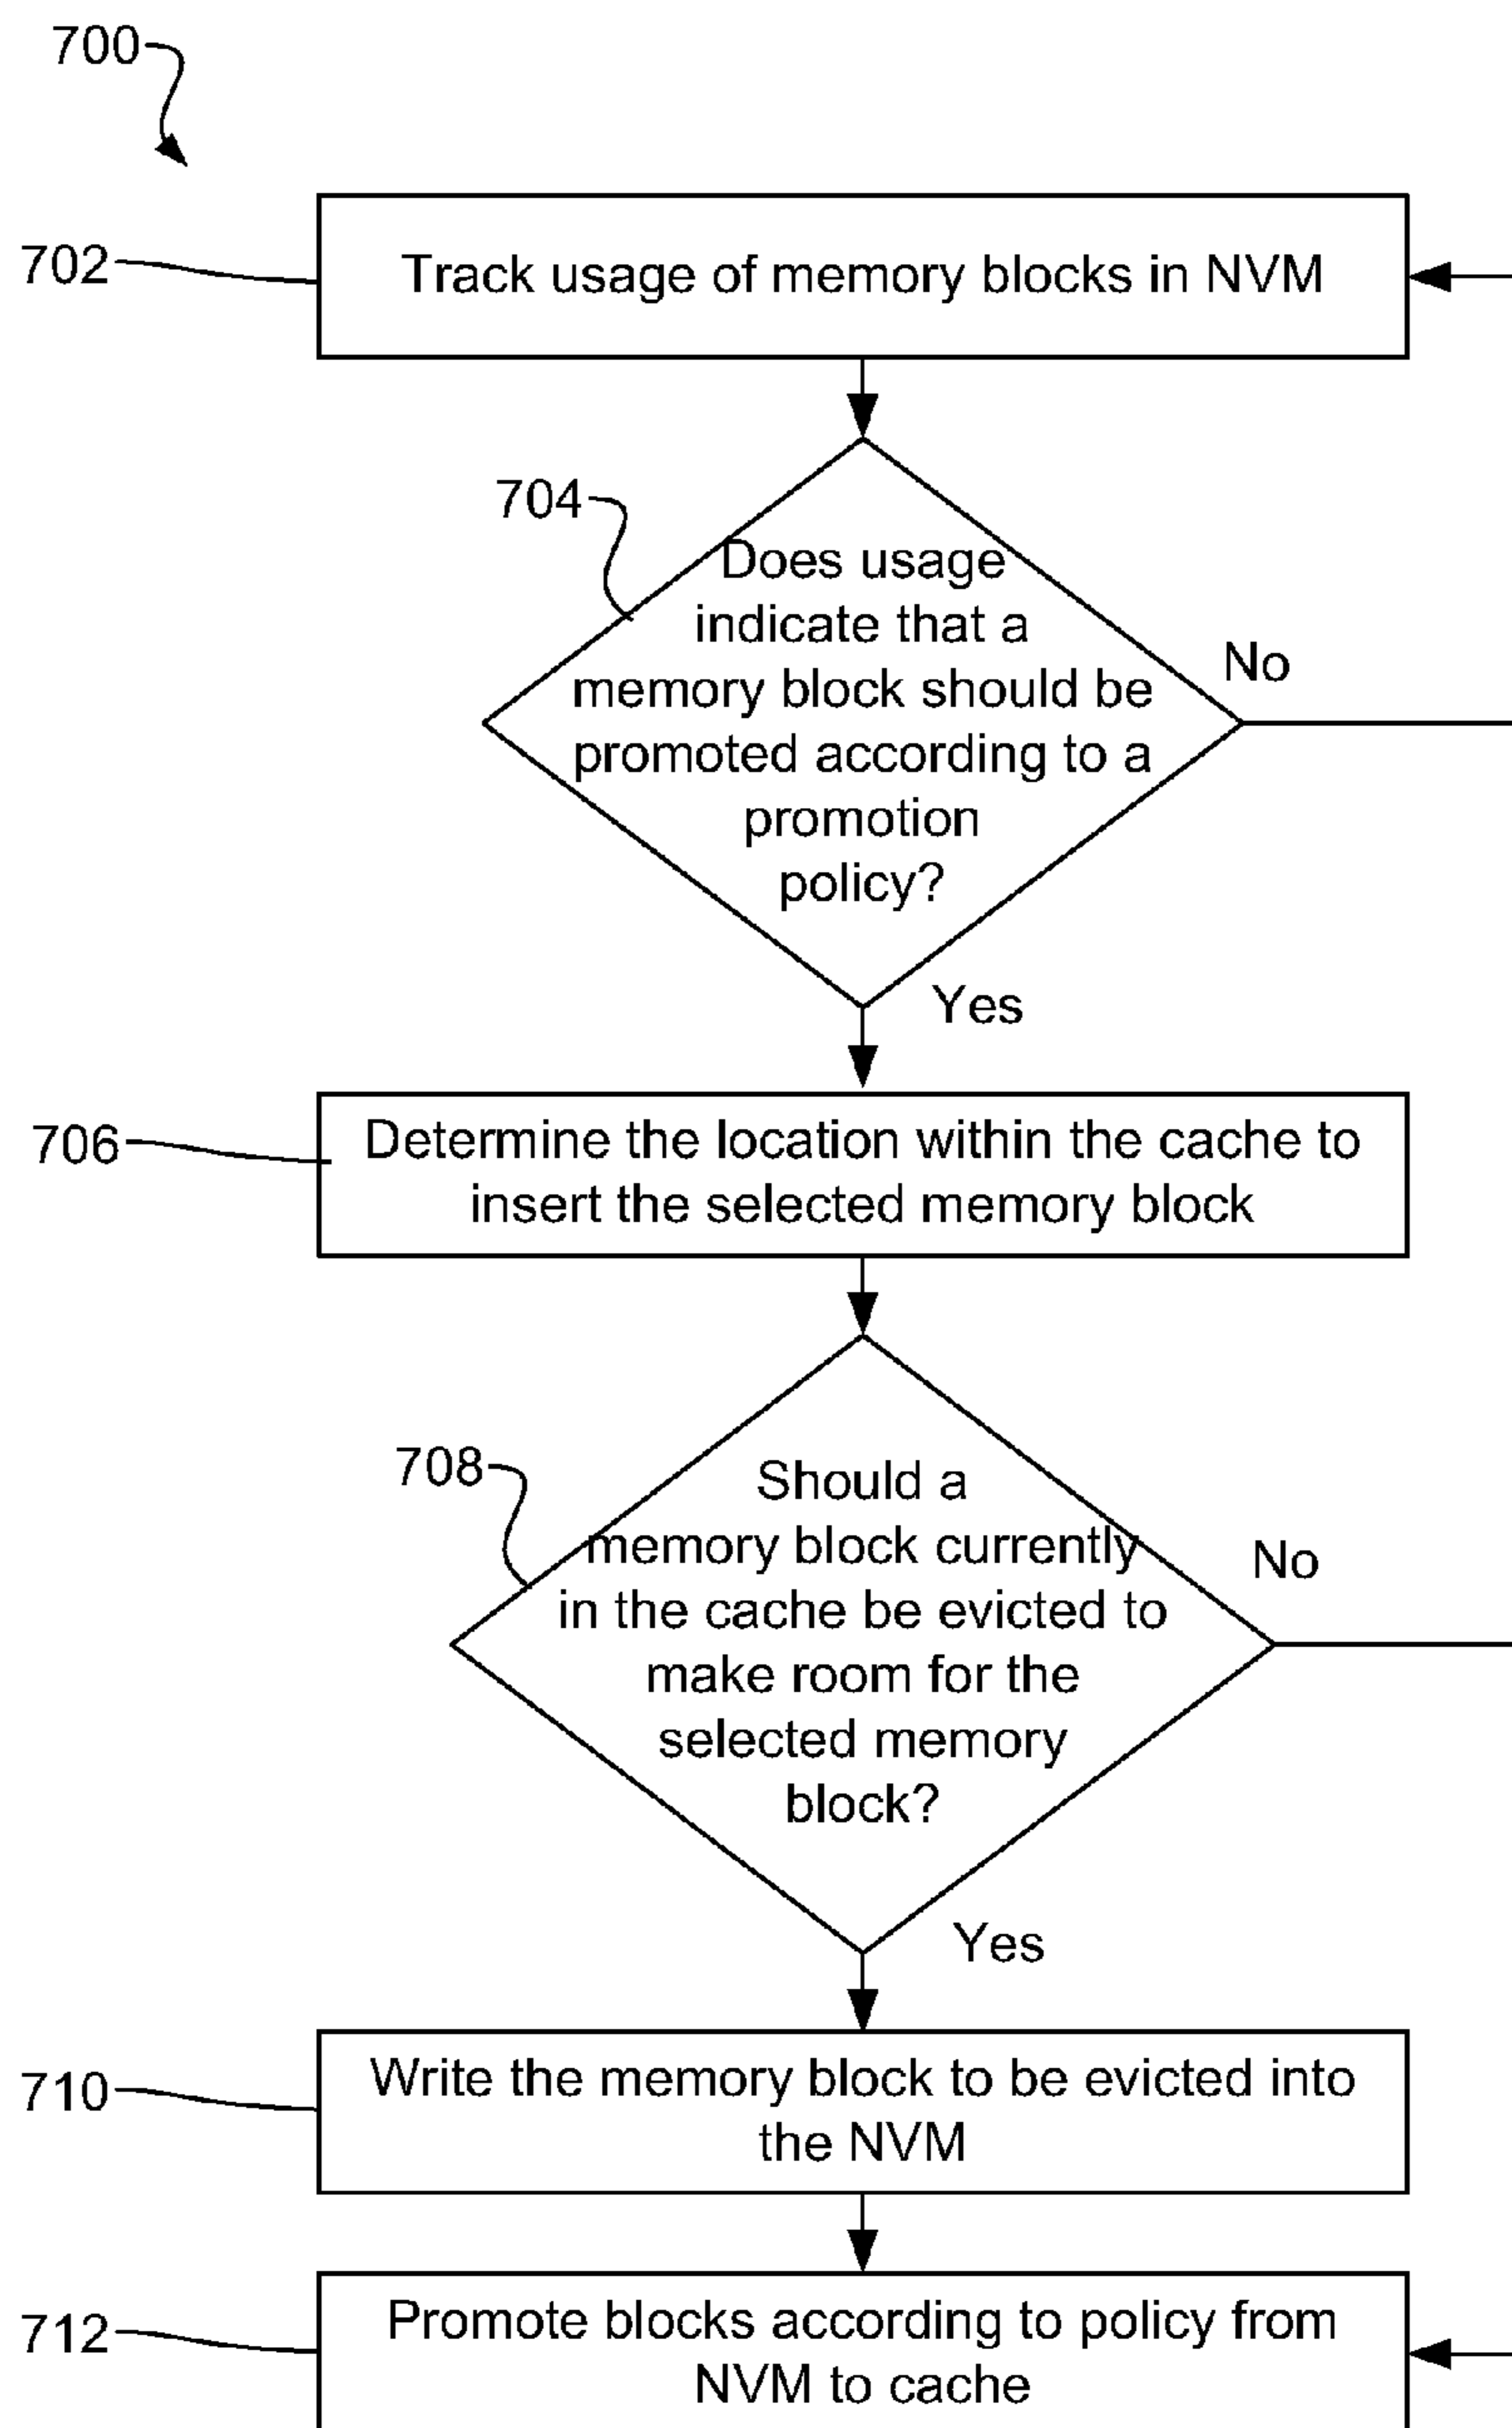 700
702
Track usage of memory blocks in NVM
704
Does usage
indicate that a
memory block should be
promoted according to a
promotion
policy?
No
Yes
706
Determine the location within the cache to
insert the selected memory block
708
Should a
memory block currently
in the cache be evicted to
make room for the
selected memory
block?
No
Yes
710
Write the memory block to be evicted into
the NVM
712
Promote blocks according to policy from
NVM to cache